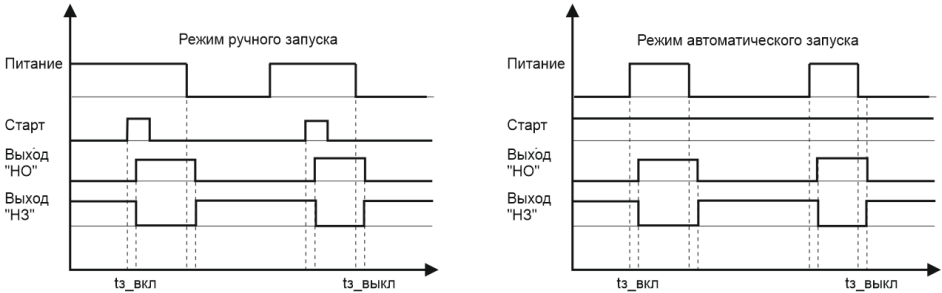 Режим ручного запуска
Питание
Старт
Выход
"НО"
Выход
"НЗ"
tз_вкл
tз_выкл
Режим автоматического запуска
Питание
Старт
Выход
"НО"
Выход
"НЗ"
tз_вкл
tз_выкл